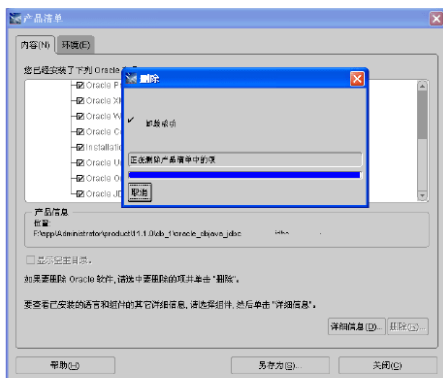 产品清单
内容(N) 环境(E)
您已经安装了下列 Oracle
Oracle
Oracle
Oracle W
Oracle C
Installatio
Oracle U
Oracle O
Oracle JD
删除
卸载成功
正在删除产品清单中的项
取消
产品信息
位置:
F:\app\Administrator\product\11.1.0\db_1\oracle_dbjava_jdbc
显示空主目录。
如果要删除 Oracle 软件, 请选中要删除的项并单击 "删除"。
要查看已安装的语言和组件的其它详细信息, 请选择组件, 然后单击 "详细信息"。
详细信息(D)... 删除(R)...
帮助(H) 另存为(S)... 关闭(C)